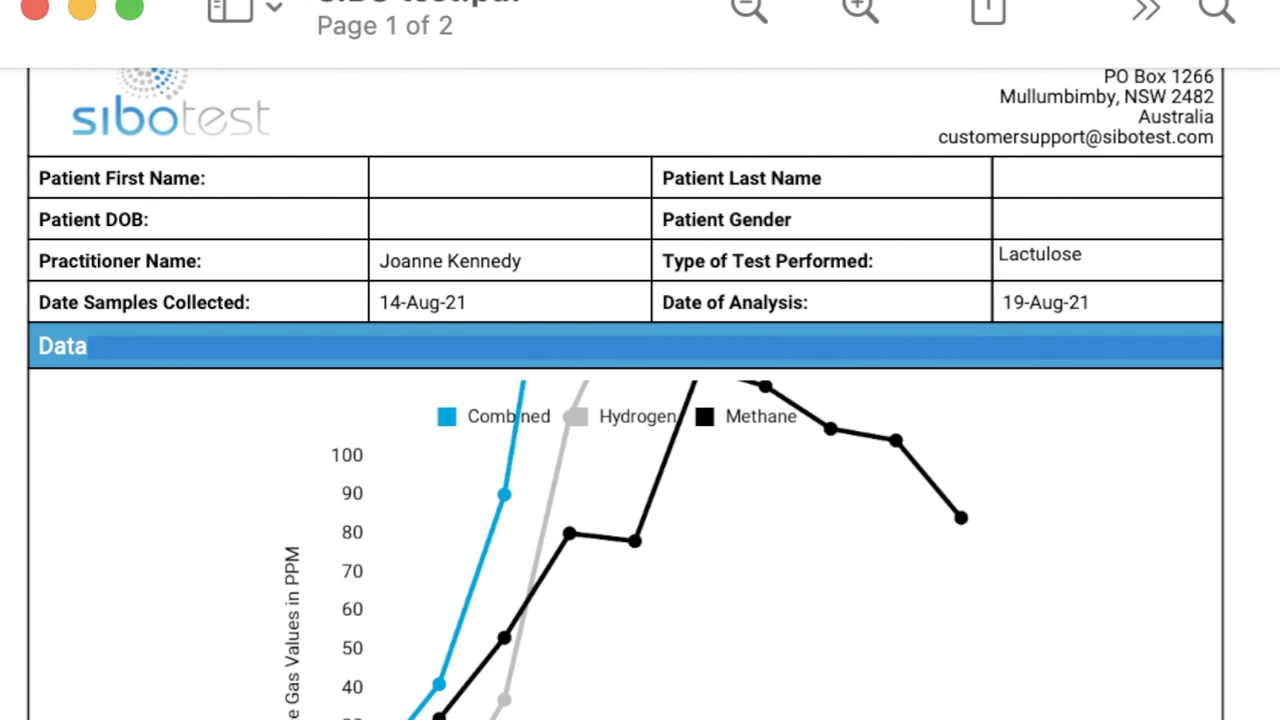 Page 1 of 2
sibotest
PO Box 1266
Mullumbimby, NSW 2482
Australia
customersupport@sibotest.com
Patient First Name: Patient Last Name
Patient DOB: Patient Gender
Practitioner Name: Joanne Kennedy Type of Test Performed: Lactulose
Date Samples Collected: 14-Aug-21 Date of Analysis: 19-Aug-21
Data
Combined Hydrogen Methane
100
90
80
70
60
50
40
Gas Values in PPM